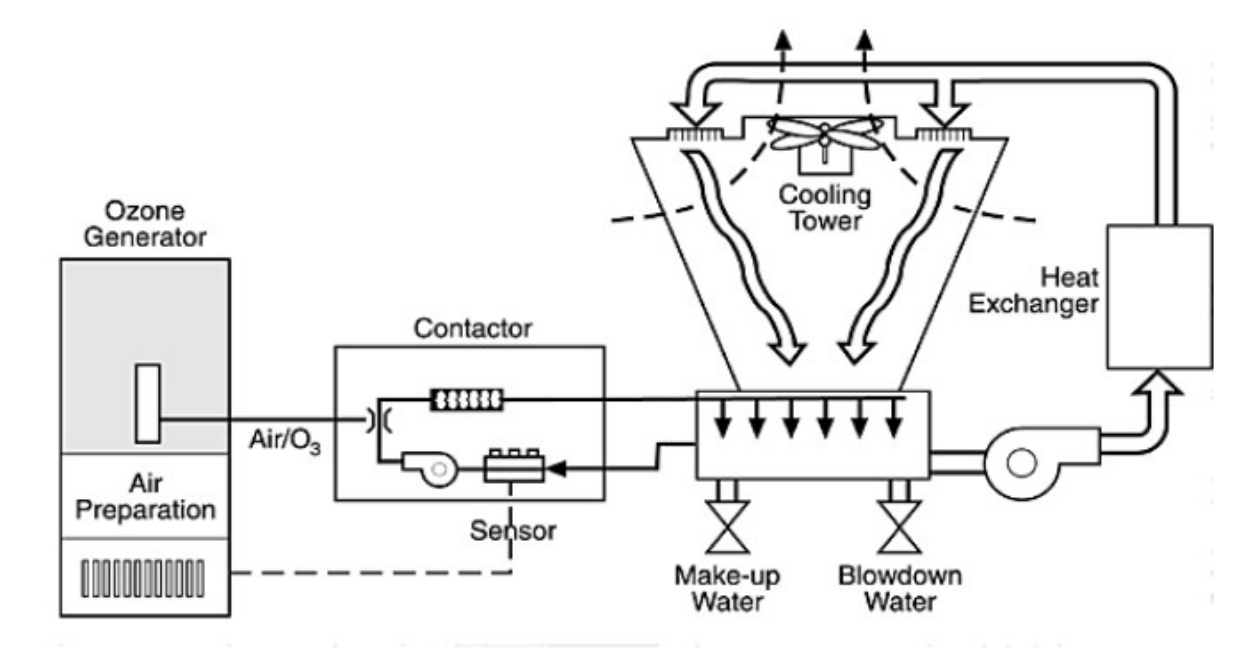 Ozone
Generator
Air/O₃
Air
Preparation
Contactor
Sensor
Cooling
Tower
Heat
Exchanger
Make-up
Water
Blowdown
Water